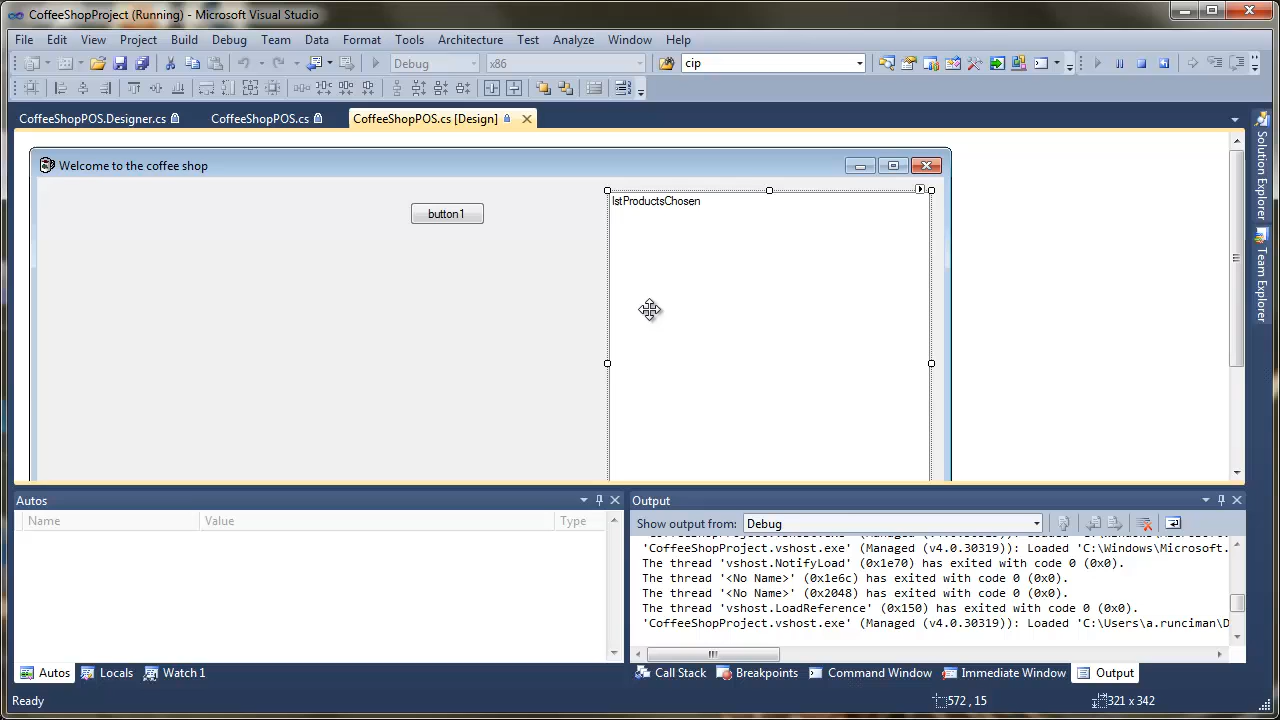 CoffeeShopProject (Running) - Microsoft Visual Studio
File Edit View Project Build Debug Team Data Format Tools Architecture Test Analyze Window Help
Debug x86 cip
CoffeeShopPOS.Designer.cs CoffeeShopPOS.cs CoffeeShopPOS.cs [Design]
Welcome to the coffee shop
button1
lstProductsChosen
Solution Explorer
Team Explorer
Autos
Name Value Type
Output
Show output from: Debug
'CoffeeShopProject.vshost.exe' (Managed (v4.0.30319)): Loaded 'C:\Windows\Microsoft.
The thread 'vshost.NotifyLoad' (0x1e70) has exited with code 0 (0x0).
The thread '<No Name>' (0x1e6c) has exited with code 0 (0x0).
The thread '<No Name>' (0x2048) has exited with code 0 (0x0).
The thread 'vshost.LoadReference' (0x150) has exited with code 0 (0x0).
'CoffeeShopProject.vshost.exe' (Managed (v4.0.30319)): Loaded 'C:\Users\a.runciman\D
Autos Locals Watch 1
Call Stack Breakpoints Command Window Immediate Window Output
Ready 572 , 15 321 x 342